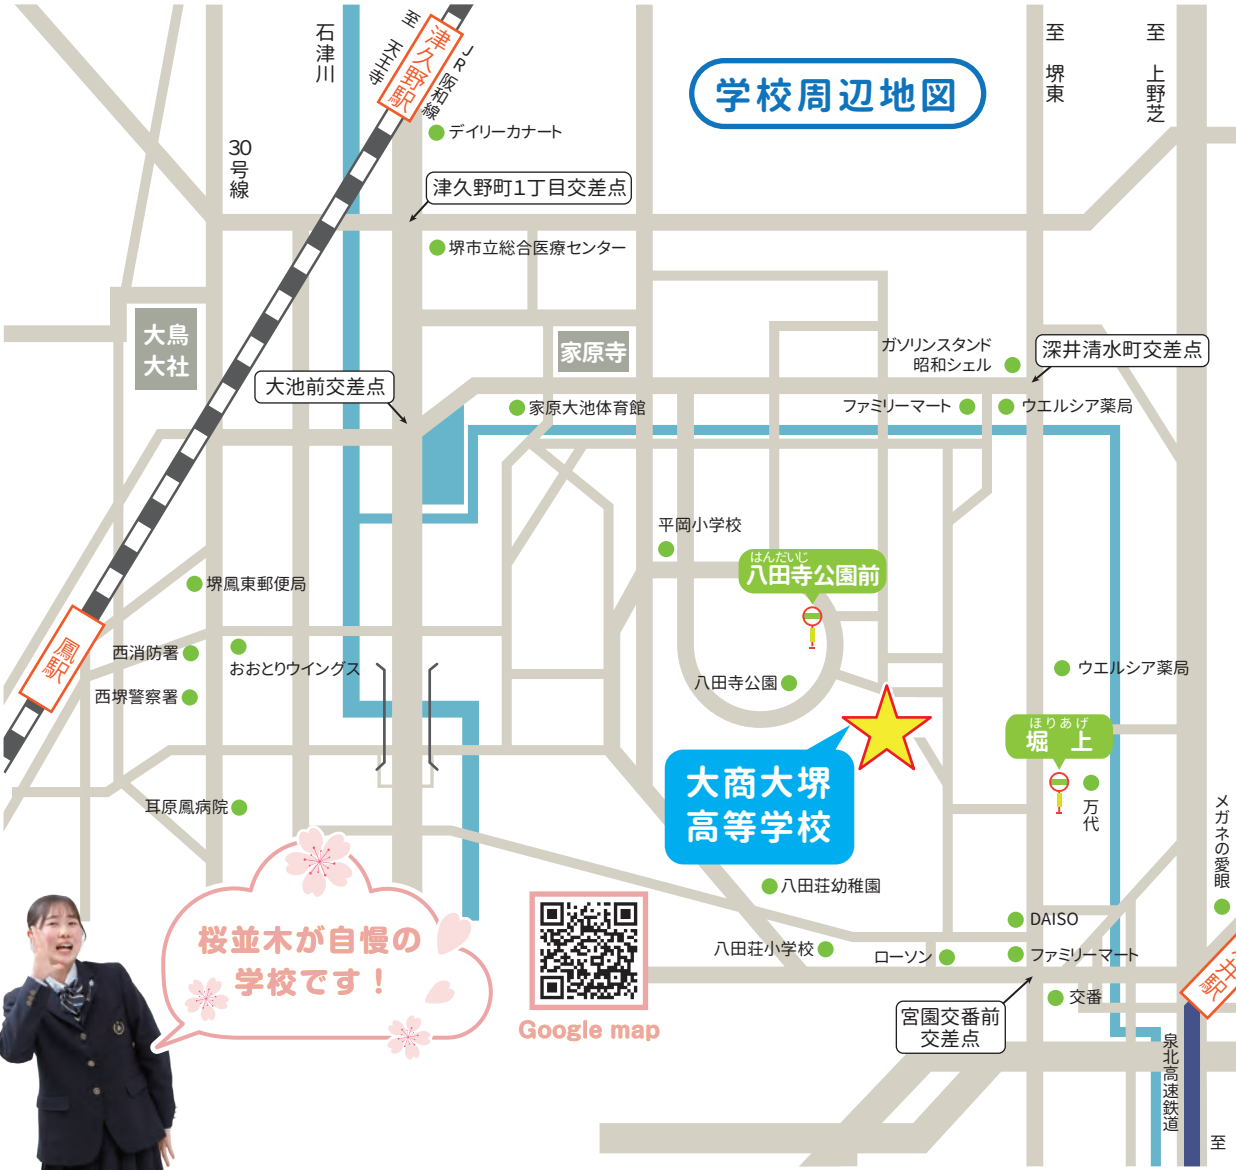 学校周辺地図
至 天王寺
津久野駅
JR阪和線
石津川
30号線
至 堺東
至 上野芝
デイリーカナート
津久野町1丁目交差点
堺市立総合医療センター
大鳥
大社
家原寺
ガソリンスタンド
昭和シェル
深井清水町交差点
大池前交差点
家原大池体育館
ファミリーマート
ウエルシア薬局
平岡小学校
はんだいじ
八田寺公園前
堺鳳東郵便局
鳳駅
西消防署
おおとりウイングス
西堺警察署
八田寺公園
ウエルシア薬局
ほりあげ
堀 上
万代
大商大堺
高等学校
耳原鳳病院
メガネの愛眼
八田荘幼稚園
DAISO
八田荘小学校
ローソン
ファミリーマート
井駅
交番
宮園交番前
交差点
泉北高速鉄道
至
桜並木が自慢の
学校です!
Google map